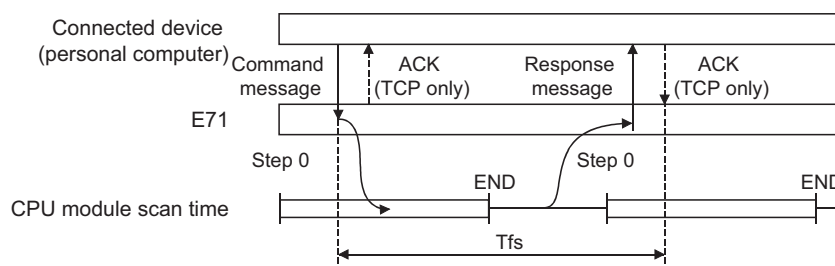 Connected device
(personal computer)
Command
message
ACK
(TCP only)
Response
message
ACK
(TCP only)
E71
Step 0
Step 0
END
END
CPU module scan time
Tfs